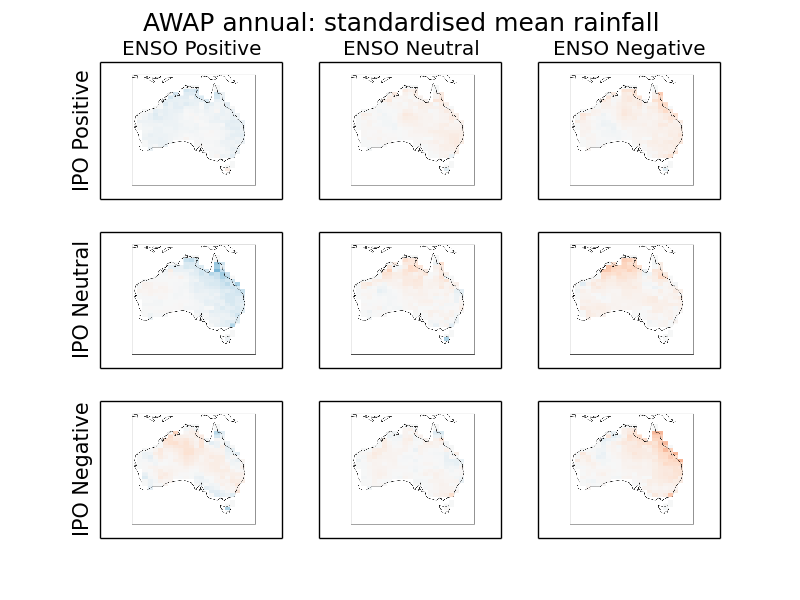 AWAP annual: standardised mean rainfall
ENSO Positive
ENSO Neutral
ENSO Negative
IPO Positive
IPO Neutral
IPO Negative